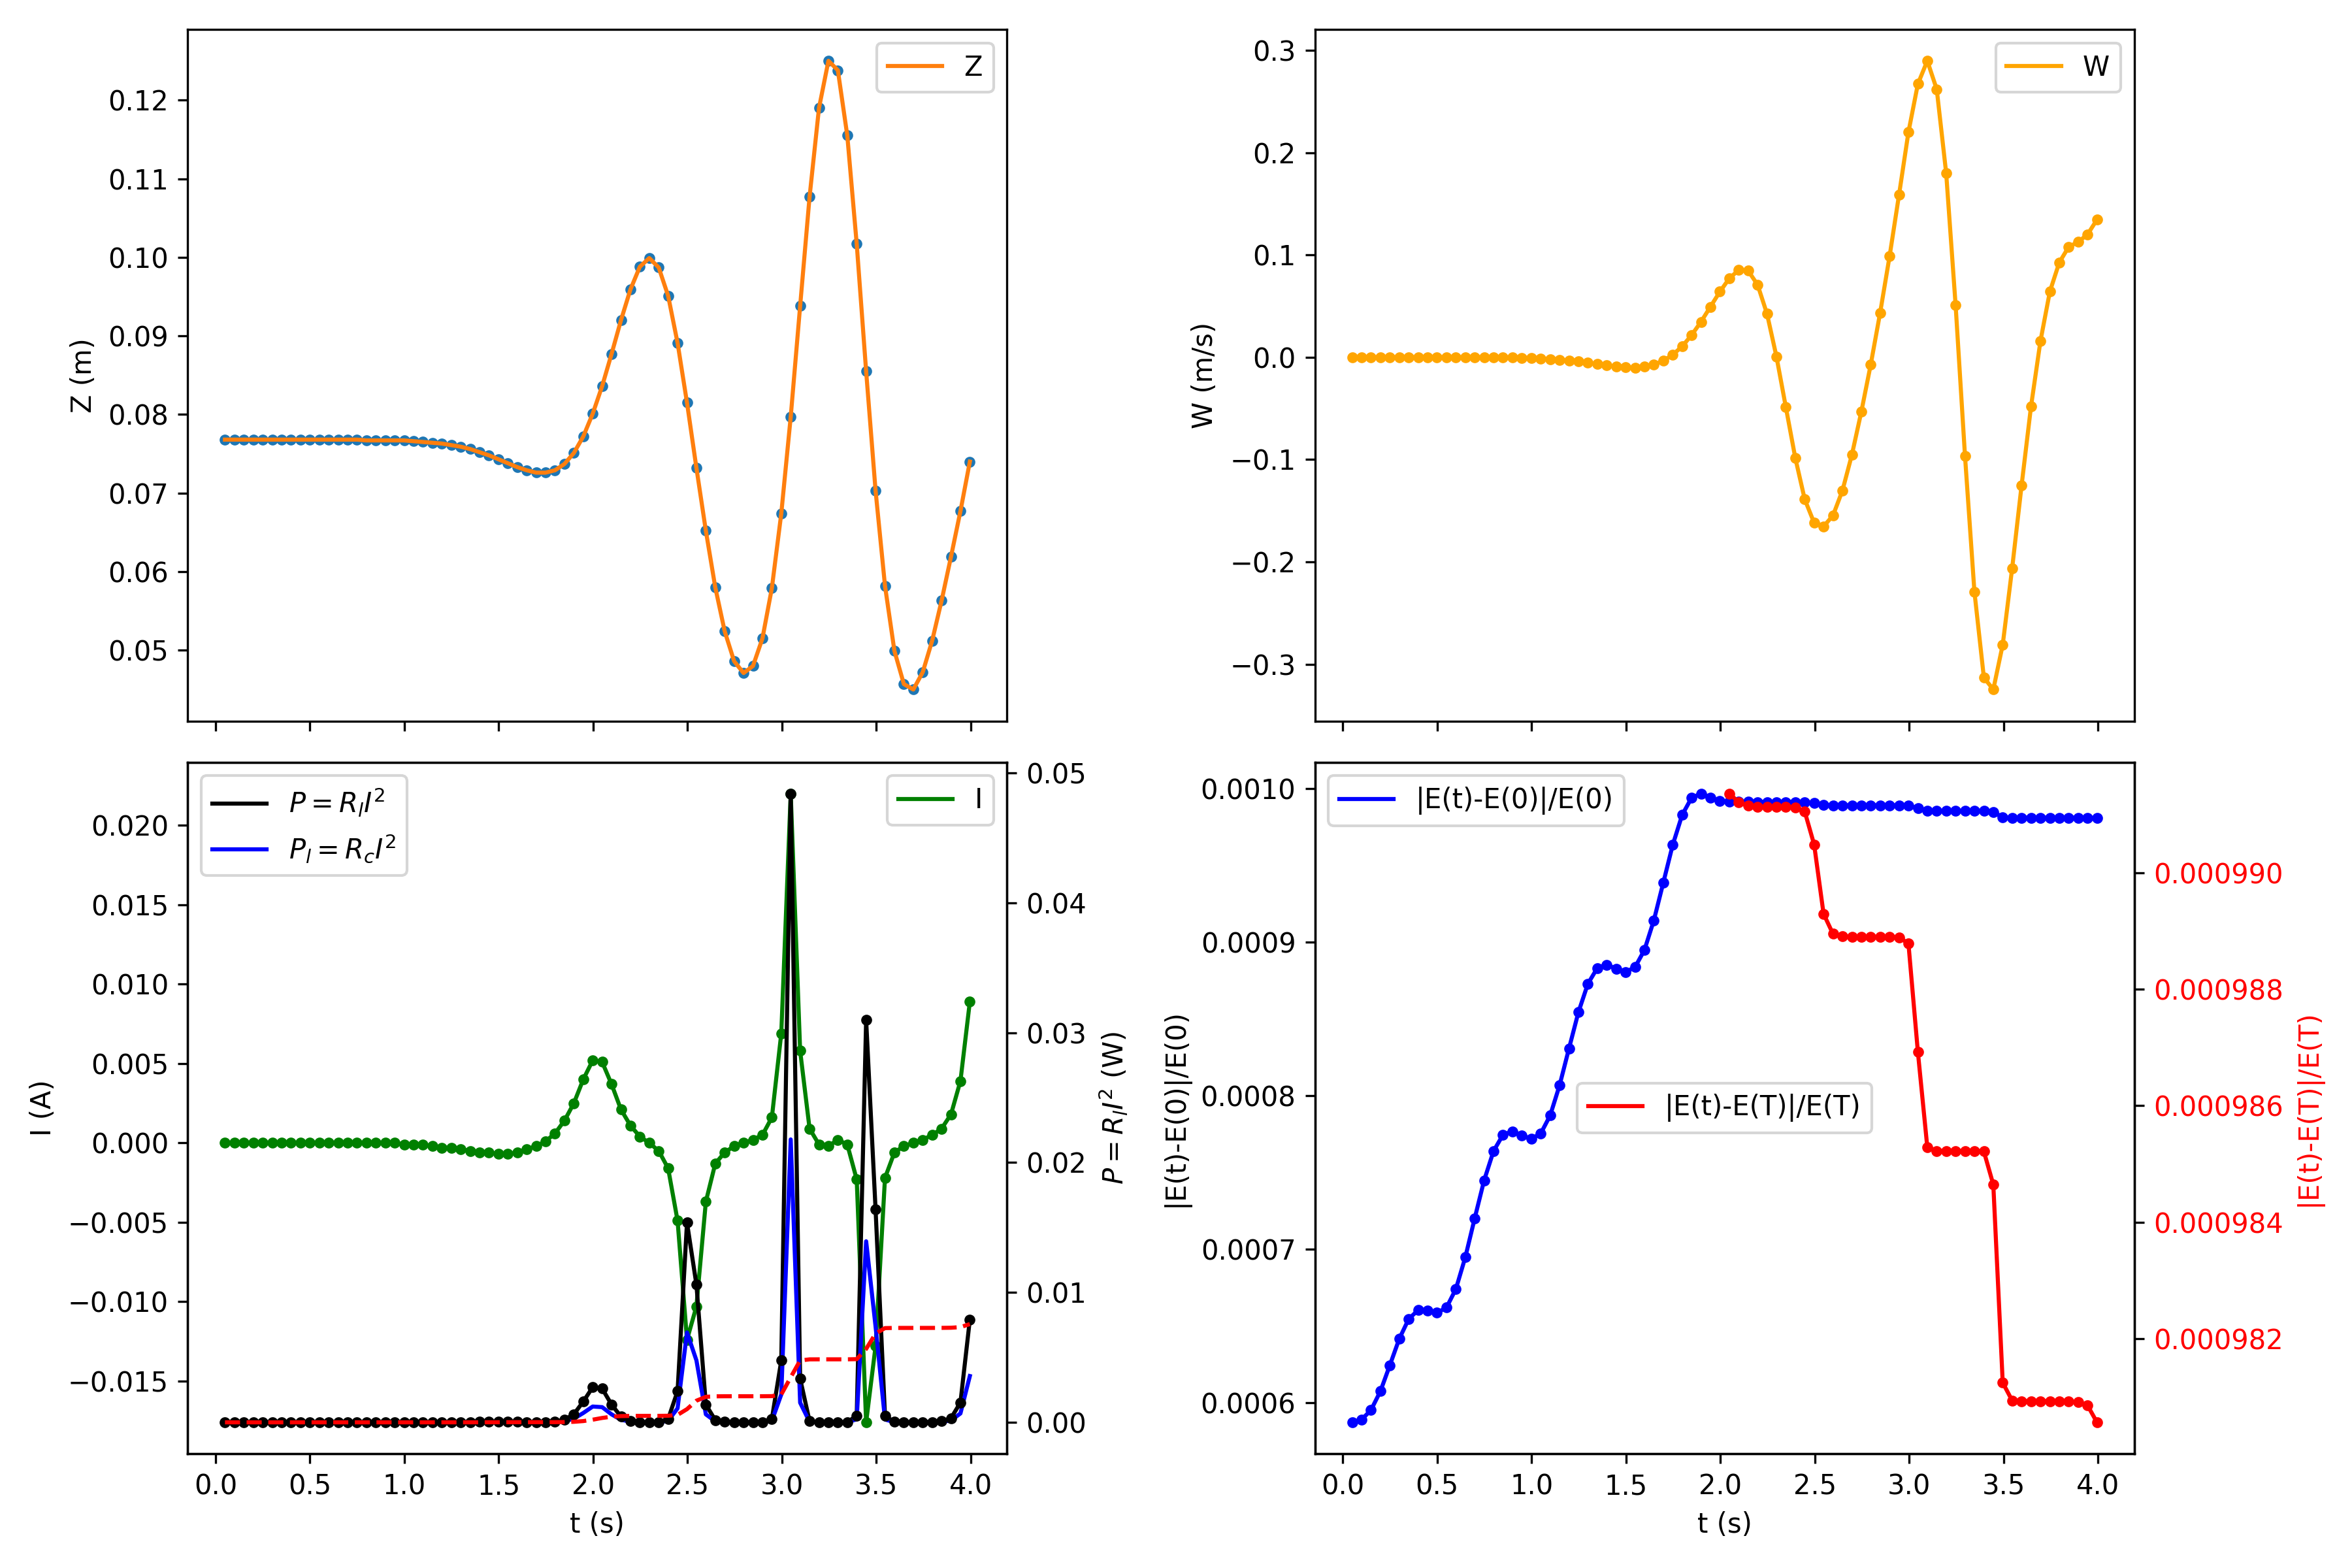 Z
0.12
0.11
0.10
0.09
0.08
0.07
0.06
0.05
Z (m)
W
0.3
0.2
0.1
0.0
−0.1
−0.2
−0.3
W (m/s)
P = R_l I^2
P_l = R_c I^2
I
0.020
0.015
0.010
0.005
0.000
−0.005
−0.010
−0.015
I (A)
0.05
0.04
0.03
0.02
0.01
0.00
P = R_l I^2 (W)
0.0 0.5 1.0 1.5 2.0 2.5 3.0 3.5 4.0
t (s)
|E(t)-E(0)|/E(0)
|E(t)-E(T)|/E(T)
0.0010
0.0009
0.0008
0.0007
0.0006
|E(t)-E(0)|/E(0)
0.000990
0.000988
0.000986
0.000984
0.000982
|E(t)-E(T)|/E(T)
0.0 0.5 1.0 1.5 2.0 2.5 3.0 3.5 4.0
t (s)